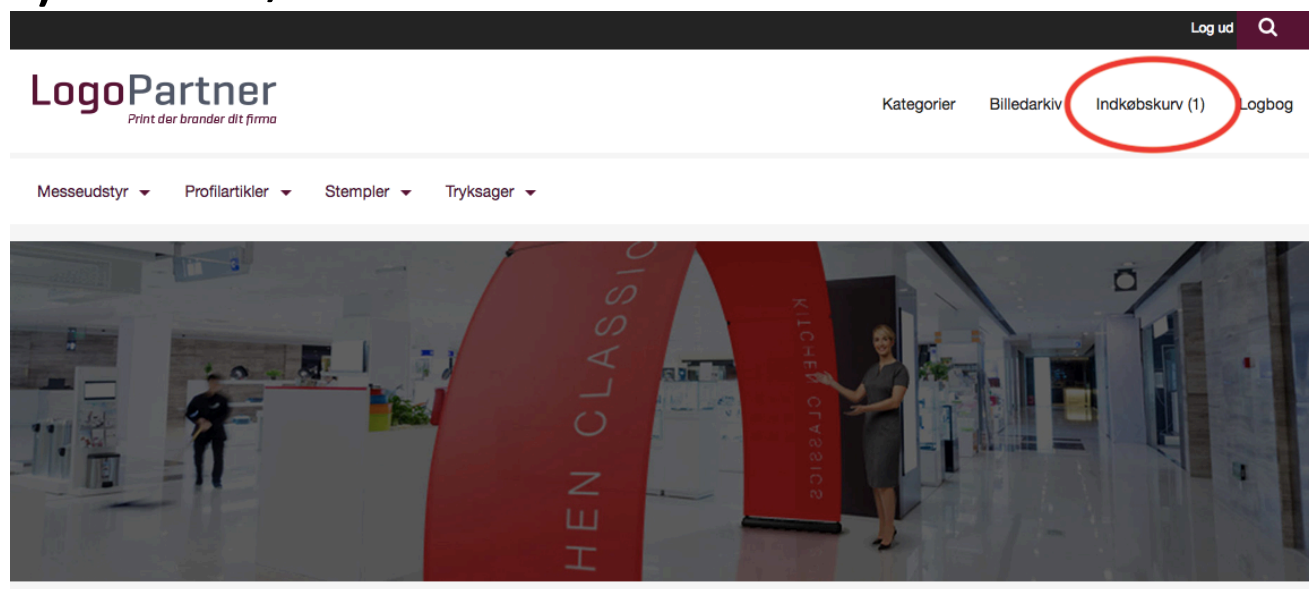 Log ud
LogoPartner
Print der brander dit firma
Kategorier Billedarkiv Indkøbskurv (1) Logbog
Messeudstyr Profilartikler Stempler Tryksager
HEN CLASSIC
KITCHEN CLASSICS